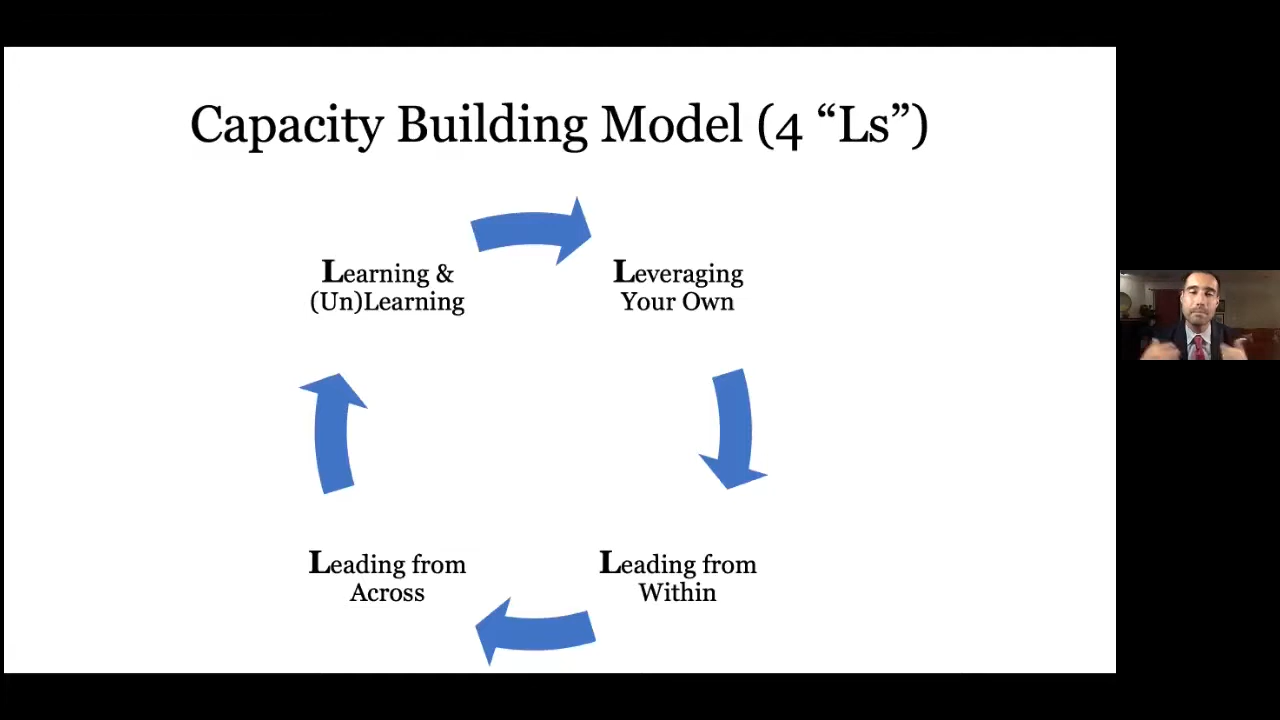 Capacity Building Model (4 “Ls”)
Learning &
(Un)Learning
Leveraging
Your Own
Leading from
Across
Leading from
Within